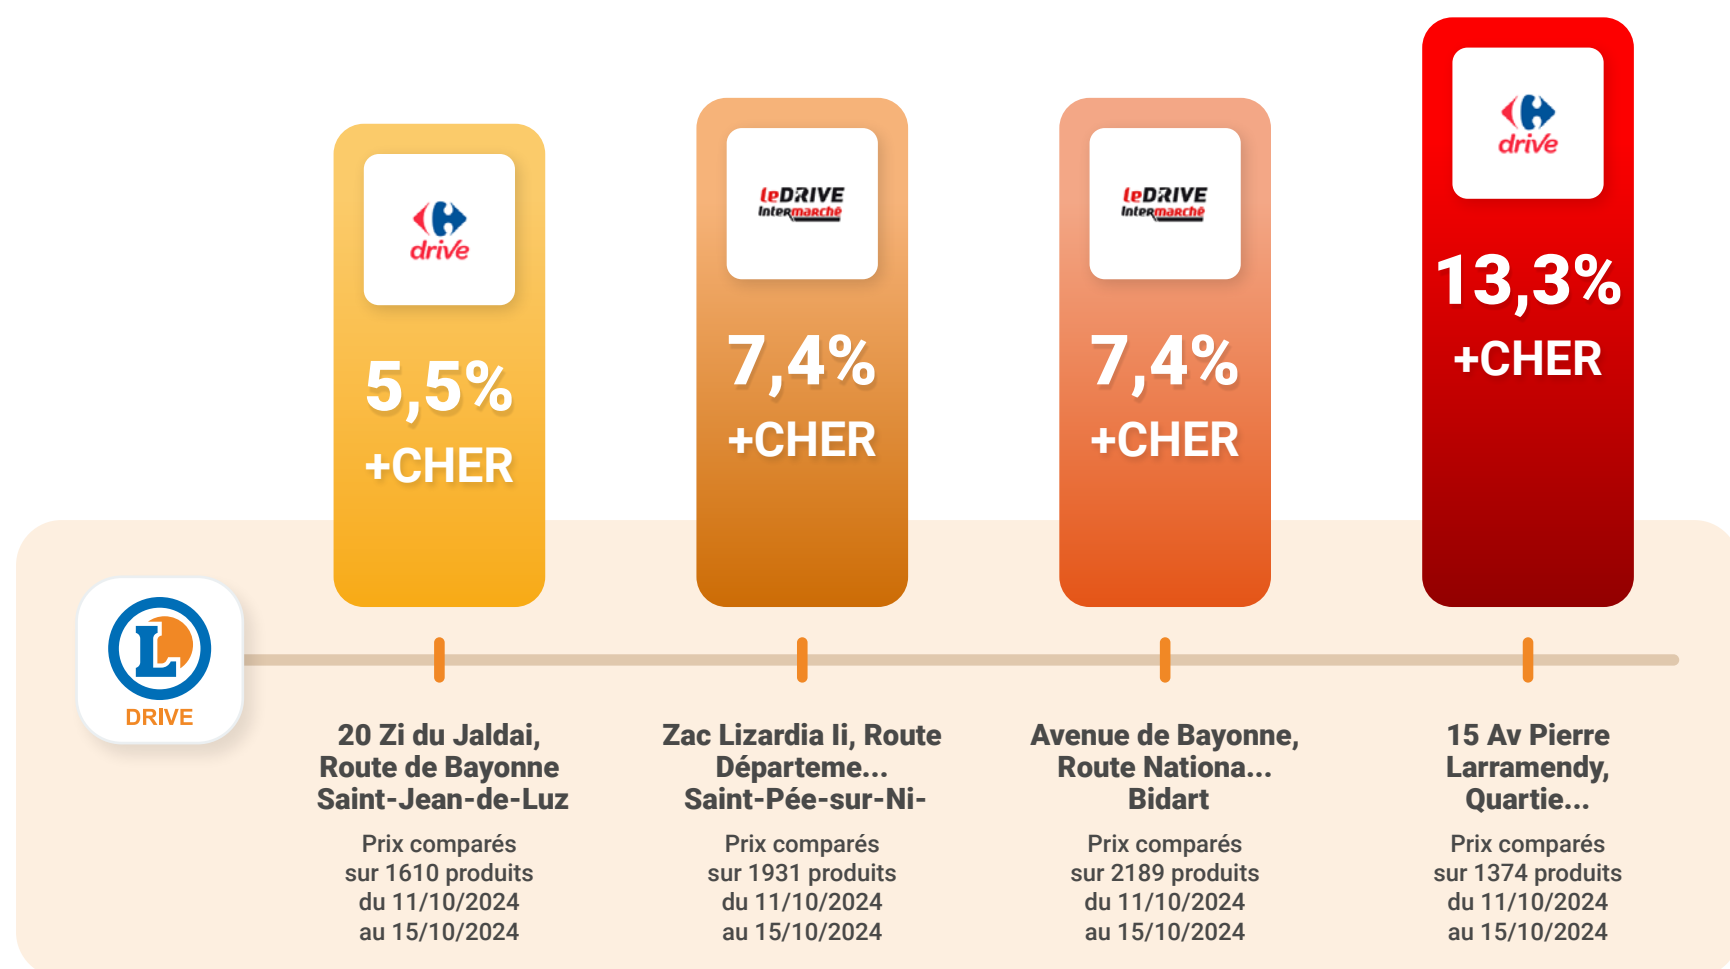 drive
5,5%
+CHER
leDRIVE
Intermarché
7,4%
+CHER
leDRIVE
Intermarché
7,4%
+CHER
drive
13,3%
+CHER
L
DRIVE
20 Zi du Jaldai,
Route de Bayonne
Saint-Jean-de-Luz
Prix comparés
sur 1610 produits
du 11/10/2024
au 15/10/2024
Zac Lizardia Ii, Route
Départeme...
Saint-Pée-sur-Ni-
Prix comparés
sur 1931 produits
du 11/10/2024
au 15/10/2024
Avenue de Bayonne,
Route Nationa...
Bidart
Prix comparés
sur 2189 produits
du 11/10/2024
au 15/10/2024
15 Av Pierre
Larramendy,
Quartie...
Prix comparés
sur 1374 produits
du 11/10/2024
au 15/10/2024